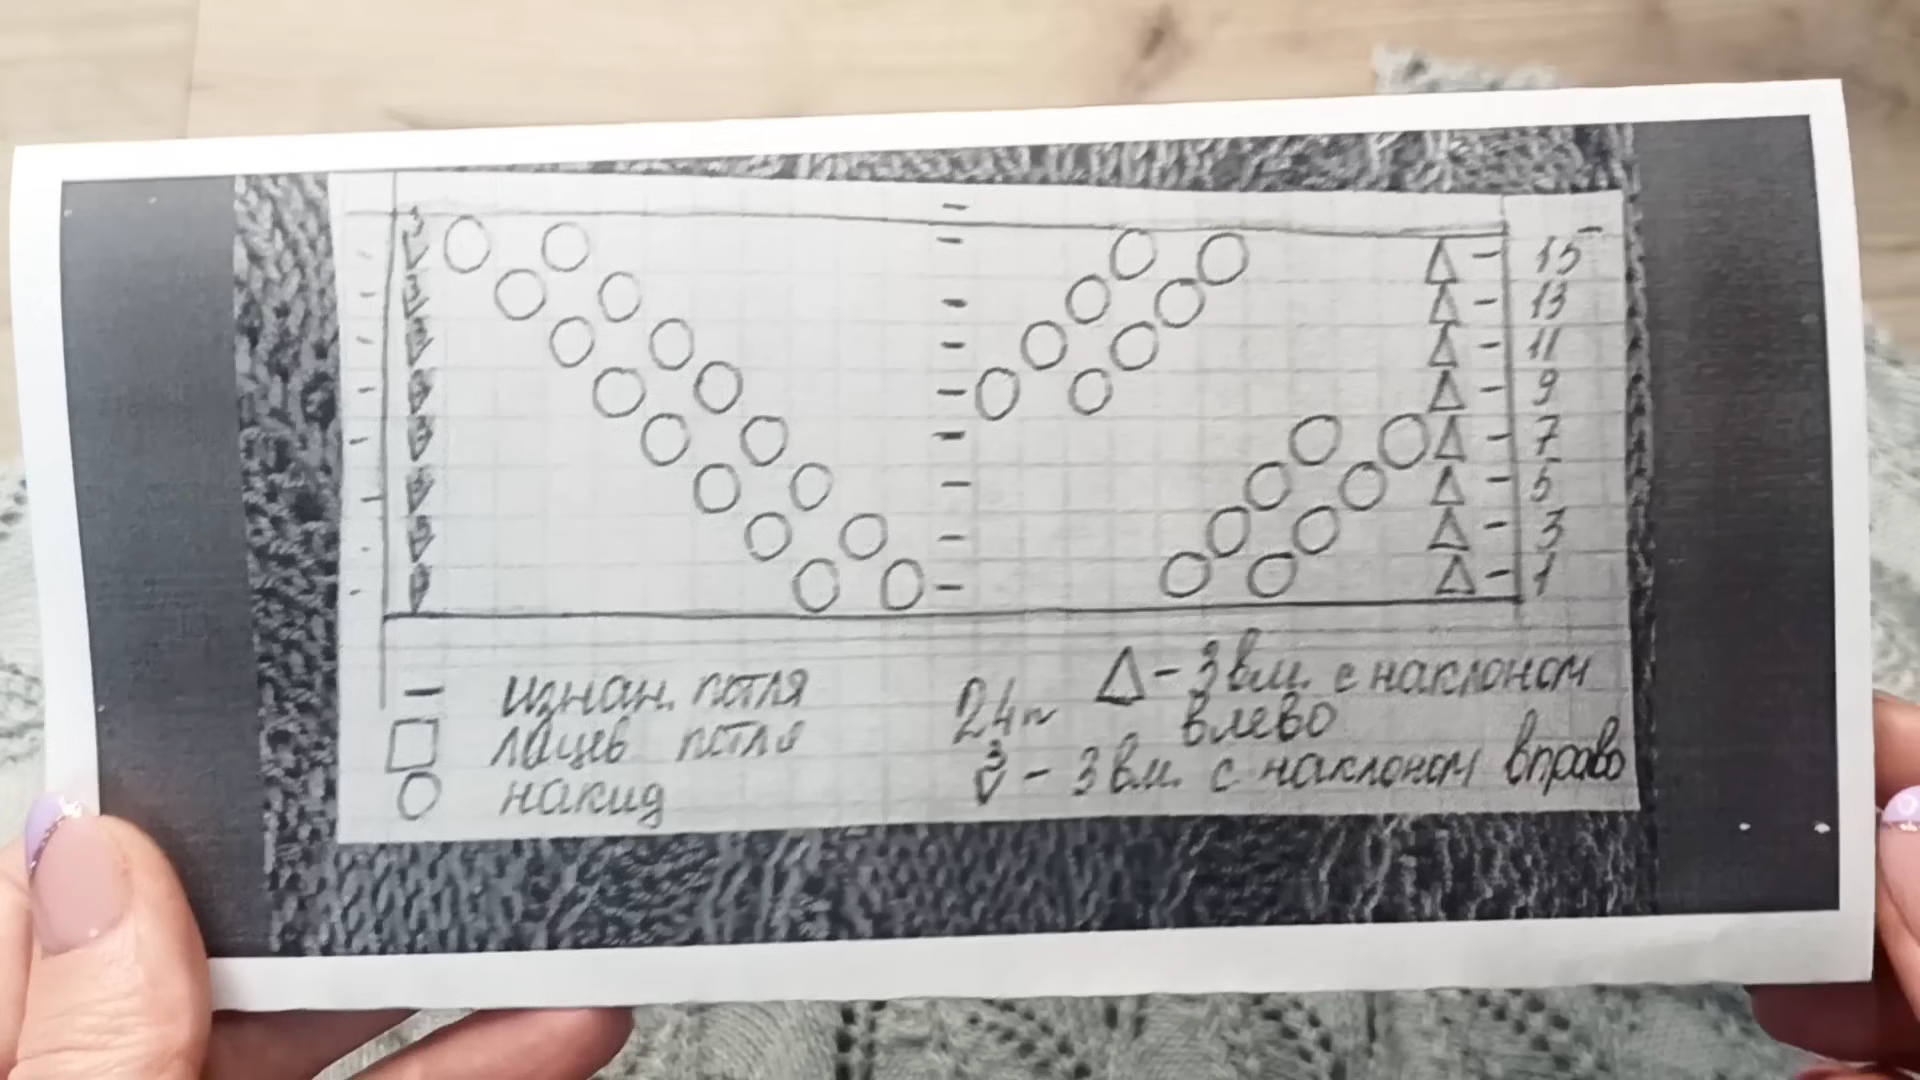 15
13
11
9
7
5
3
1
— изнан. петля
□ лицев петля
○ накид
24п
△ – 3 вм. с наклоном
влево
3
▽ – 3 вм. с наклоном вправо